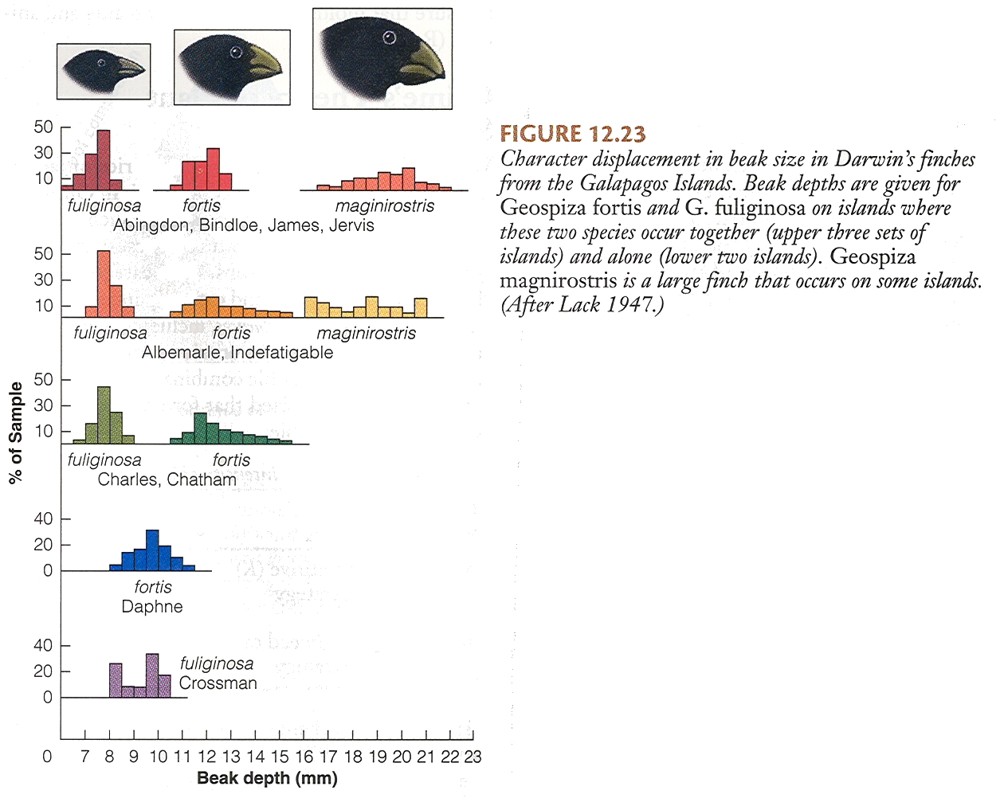 50
30
10
fuliginosa fortis maginirostris
Abingdon, Bindloe, James, Jervis
50
30
10
fuliginosa fortis maginirostris
Albemarle, Indefatigable
50
30
10
fuliginosa fortis
Charles, Chatham
40
20
0
fortis
Daphne
40
20
0
fuliginosa
Crossman
% of Sample
0 7 8 9 10 11 12 13 14 15 16 17 18 19 20 21 22 23
Beak depth (mm)
FIGURE 12.23
Character displacement in beak size in Darwin's finches
from the Galapagos Islands. Beak depths are given for
Geospiza fortis and G. fuliginosa on islands where
these two species occur together (upper three sets of
islands) and alone (lower two islands). Geospiza
magnirostris is a large finch that occurs on some islands.
(After Lack 1947.)